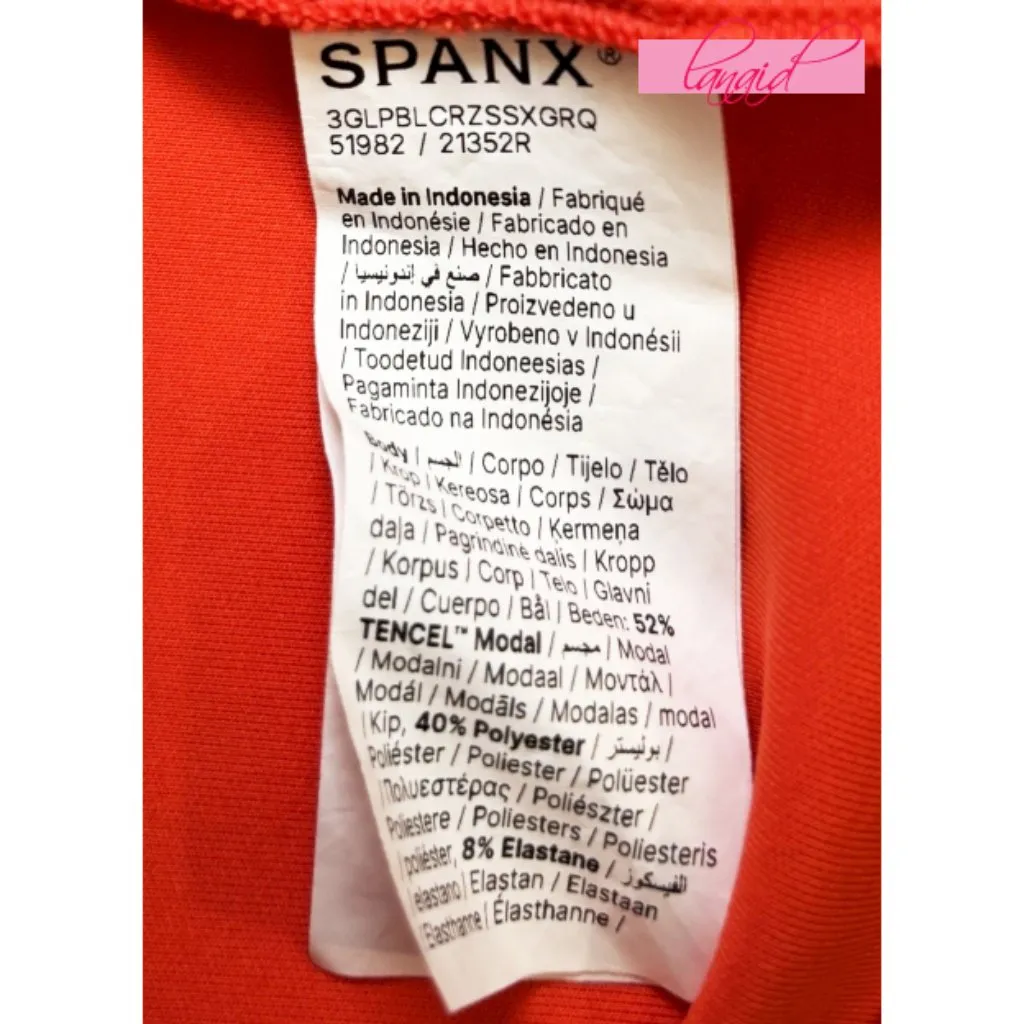 SPANX®
lanaid
3GLPBLCRZSSXGRQ
51982 / 21352R
Made in Indonesia / Fabriqué
en Indonésie / Fabricado en
Indonesia / Hecho en Indonesia
/ صنع في إندونيسيا / Fabbricato
in Indonesia / Proizvedeno u
Indoneziji / Vyrobeno v Indonésii
/ Toodetud Indoneesias /
Pagaminta Indonezijoje /
Fabricado na Indonésia
Body / الجسم / Corpo / Tijelo / Tělo
/ Krop / Kereosa / Corps / Σώμα
/ Törzs / Corpetto / Ķermeņa
daļa / Pagrindinė dalis / Kropp
/ Korpus / Corp / Telo / Glavni
del / Cuerpo / Bål / Beden: 52%
TENCEL™ Modal / مجسم / Modal
/ Modalni / Modaal / Μοντάλ /
Modál / Modāls / Modalas / modal
/ Kip, 40% Polyester / بوليستر /
Poliéster / Poliester / Polüester
/ Πολυεστέρας / Poliészter /
Poliestere / Poliesters / Poliesteris
/ poliéster, 8% Elastane / الفيسكوز
/ elastano / Elastan / Elastaan
/ Elasthanne / Élasthanne /